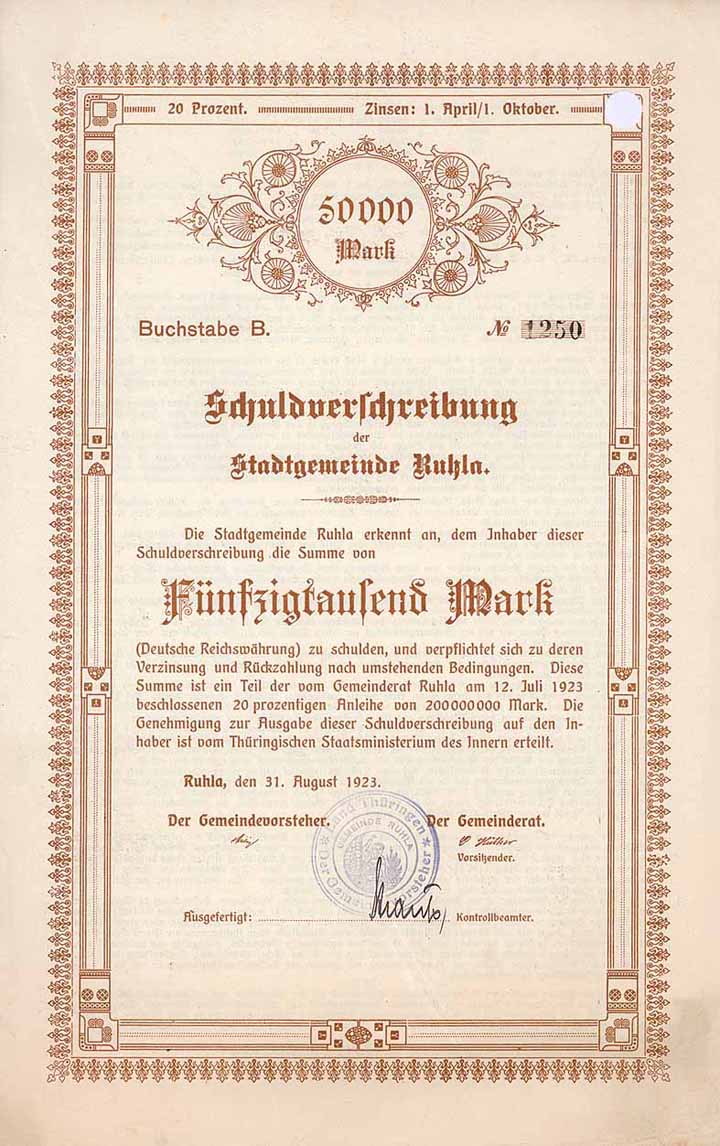 20 Prozent. Zinsen: 1. April/1. Oktober.
50000
Mark
Buchstabe B. № 1250
Schuldverschreibung
der
Stadtgemeinde Ruhla.
Die Stadtgemeinde Ruhla erkennt an, dem Inhaber dieser
Schuldverschreibung die Summe von
Fünfzigtausend Mark
(Deutsche Reichswährung) zu schulden, und verpflichtet sich zu deren
Verzinsung und Rückzahlung nach umstehenden Bedingungen. Diese
Summe ist ein Teil der vom Gemeinderat Ruhla am 12. Juli 1923
beschlossenen 20 prozentigen Anleihe von 200000000 Mark. Die
Genehmigung zur Ausgabe dieser Schuldverschreibung auf den In-
haber ist vom Thüringischen Staatsministerium des Innern erteilt.
Ruhla, den 31. August 1923.
Land Thüringen
GEMEINDE RUHLA
Der Gemeindevorsteher. Der Gemeinderat.
Vorsitzender.
Ausgefertigt: Kontrollbeamter.